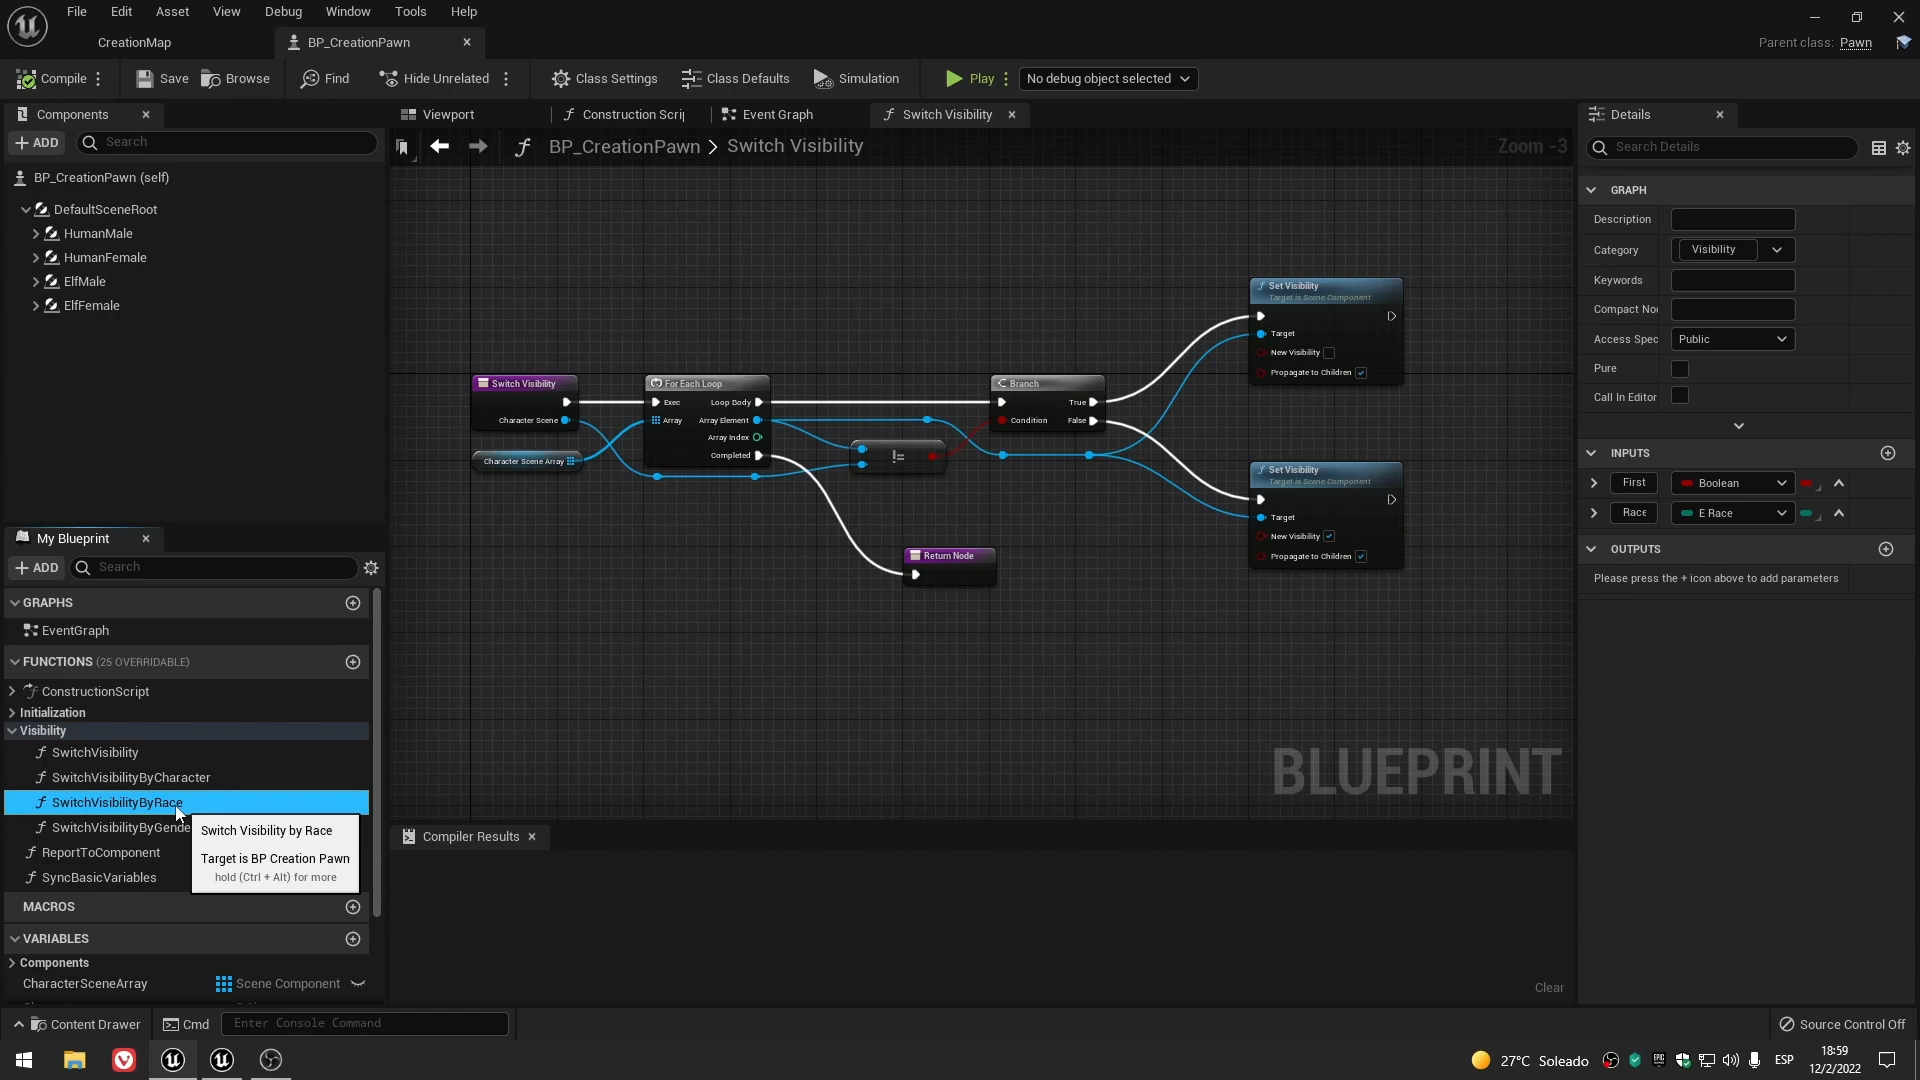 File Edit Asset View Debug Window Tools Help
CreationMap
BP_CreationPawn
Parent class: Pawn
Compile Save Browse Find Hide Unrelated Class Settings Class Defaults Simulation Play No debug object selected
Components
ADD Search
BP_CreationPawn (self)
DefaultSceneRoot
HumanMale
HumanFemale
ElfMale
ElfFemale
Viewport Construction Scrip Event Graph Switch Visibility
BP_CreationPawn > Switch Visibility
Zoom -3
Switch Visibility
Character Scene
Character Scene Array
For Each Loop
Exec Loop Body
Array Array Element
Array Index
Completed
!=
Branch
True
Condition False
Return Node
Set Visibility
Target is Scene Component
Target
New Visibility
Propagate to Children
Set Visibility
Target is Scene Component
Target
New Visibility
Propagate to Children
BLUEPRINT
Details
Search Details
GRAPH
Description
Category Visibility
Keywords
Compact No
Access Spec Public
Pure
Call In Editor
INPUTS
First Boolean
Race E Race
OUTPUTS
Please press the + icon above to add parameters
My Blueprint
ADD Search
GRAPHS
EventGraph
FUNCTIONS (25 OVERRIDABLE)
ConstructionScript
Initialization
Visibility
SwitchVisibility
SwitchVisibilityByCharacter
SwitchVisibilityByRace
SwitchVisibilityByGende
ReportToComponent
SyncBasicVariables
Switch Visibility by Race
Target is BP Creation Pawn
hold (Ctrl + Alt) for more
MACROS
VARIABLES
Components
CharacterSceneArray Scene Component
Compiler Results
Clear
Content Drawer Cmd Enter Console Command
Source Control Off
27°C Soleado
EPIC
ESP
18:59
12/2/2022